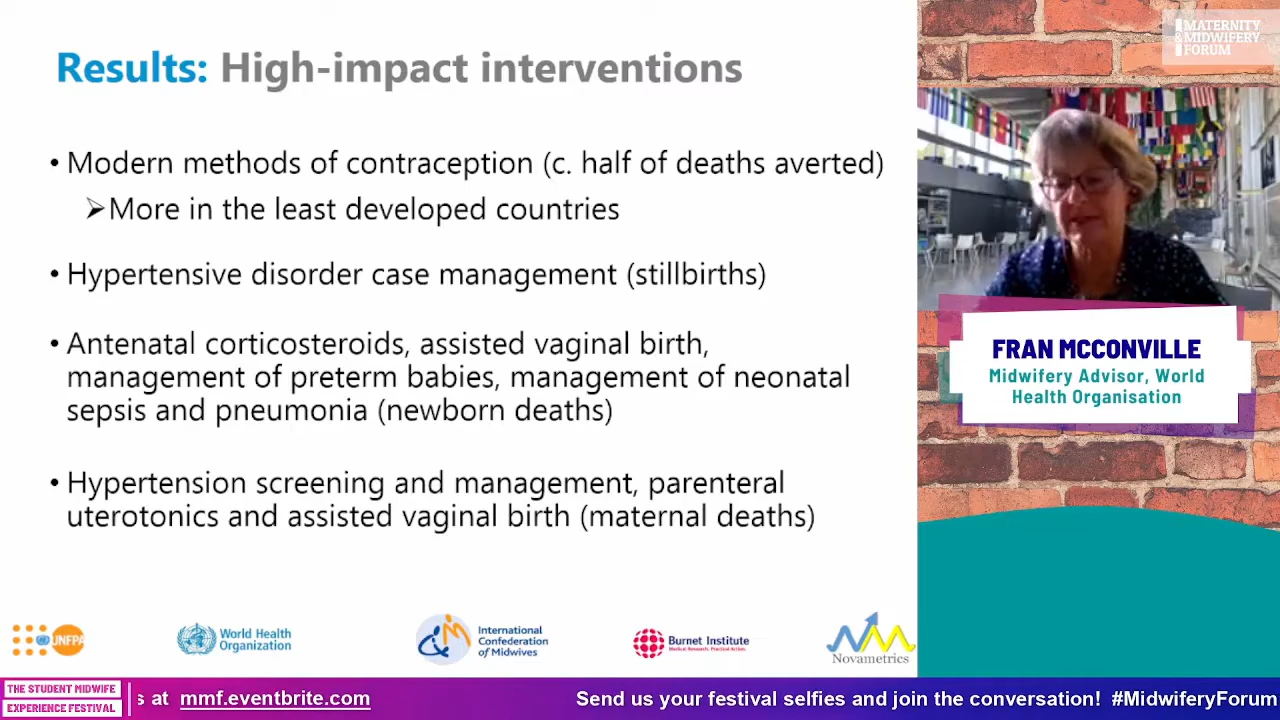 Results: High-impact interventions
• Modern methods of contraception (c. half of deaths averted)
➢More in the least developed countries
• Hypertensive disorder case management (stillbirths)
• Antenatal corticosteroids, assisted vaginal birth,
management of preterm babies, management of neonatal
sepsis and pneumonia (newborn deaths)
• Hypertension screening and management, parenteral
uterotonics and assisted vaginal birth (maternal deaths)
UNFPA
World Health
Organization
International
Confederation
of Midwives
Burnet Institute
Medical Research. Practical Action.
Novametrics
MATERNITY
&MIDWIFERY
FORUM
FRAN MCCONVILLE
Midwifery Advisor, World
Health Organisation
THE STUDENT MIDWIFE
EXPERIENCE FESTIVAL
s at mmf.eventbrite.com
Send us your festival selfies and join the conversation! #MidwiferyForum